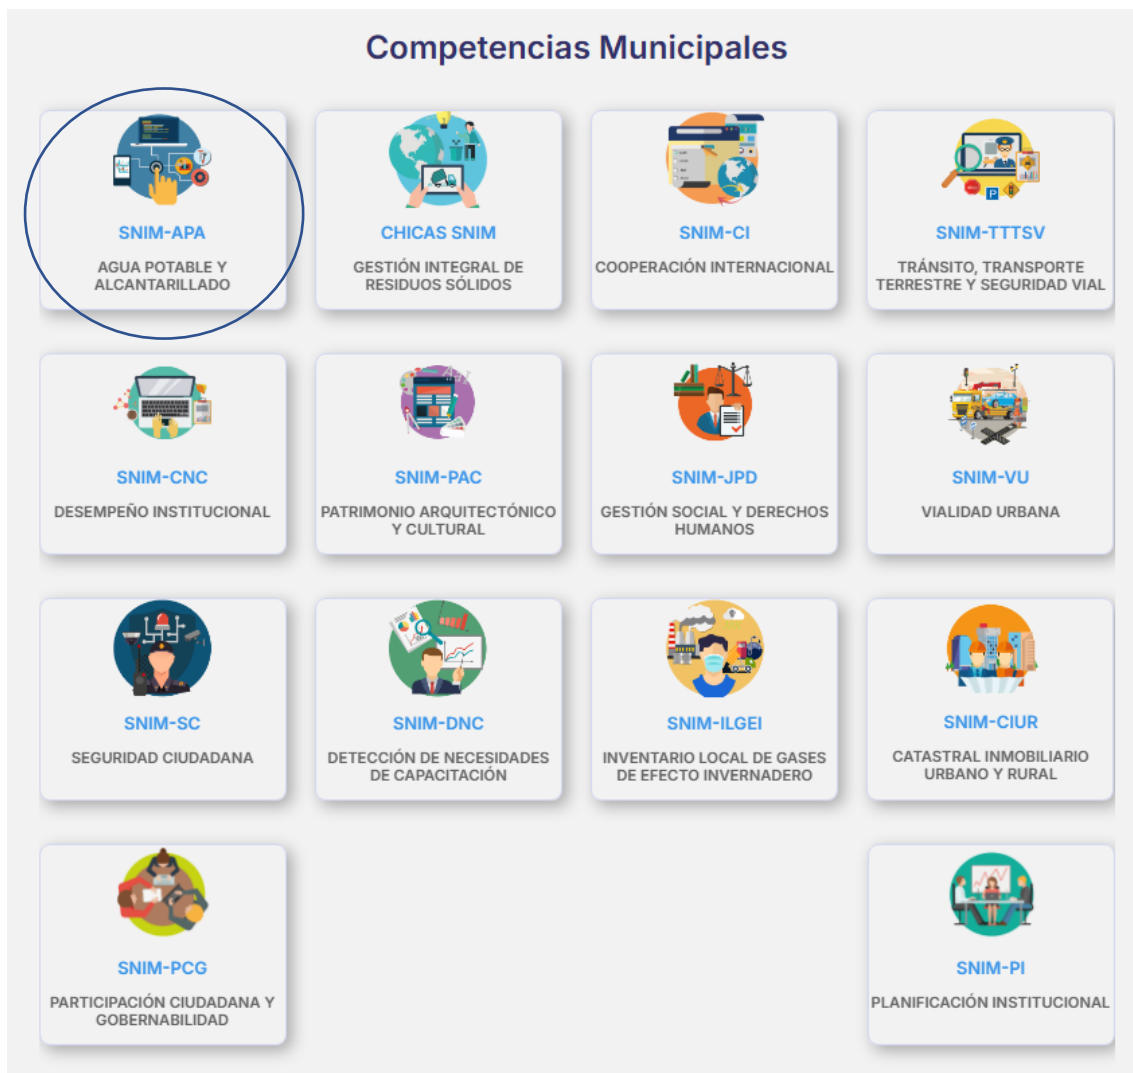 Competencias Municipales
SNIM-APA
AGUA POTABLE Y
ALCANTARILLADO
CHICAS SNIM
GESTIÓN INTEGRAL DE
RESIDUOS SÓLIDOS
SNIM-CI
COOPERACIÓN INTERNACIONAL
SNIM-TTTSV
TRÁNSITO, TRANSPORTE
TERRESTRE Y SEGURIDAD VIAL
SNIM-CNC
DESEMPEÑO INSTITUCIONAL
SNIM-PAC
PATRIMONIO ARQUITECTÓNICO
Y CULTURAL
SNIM-JPD
GESTIÓN SOCIAL Y DERECHOS
HUMANOS
SNIM-VU
VIALIDAD URBANA
SNIM-SC
SEGURIDAD CIUDADANA
SNIM-DNC
DETECCIÓN DE NECESIDADES
DE CAPACITACIÓN
SNIM-ILGEI
INVENTARIO LOCAL DE GASES
DE EFECTO INVERNADERO
SNIM-CIUR
CATASTRAL INMOBILIARIO
URBANO Y RURAL
SNIM-PCG
PARTICIPACIÓN CIUDADANA Y
GOBERNABILIDAD
SNIM-PI
PLANIFICACIÓN INSTITUCIONAL